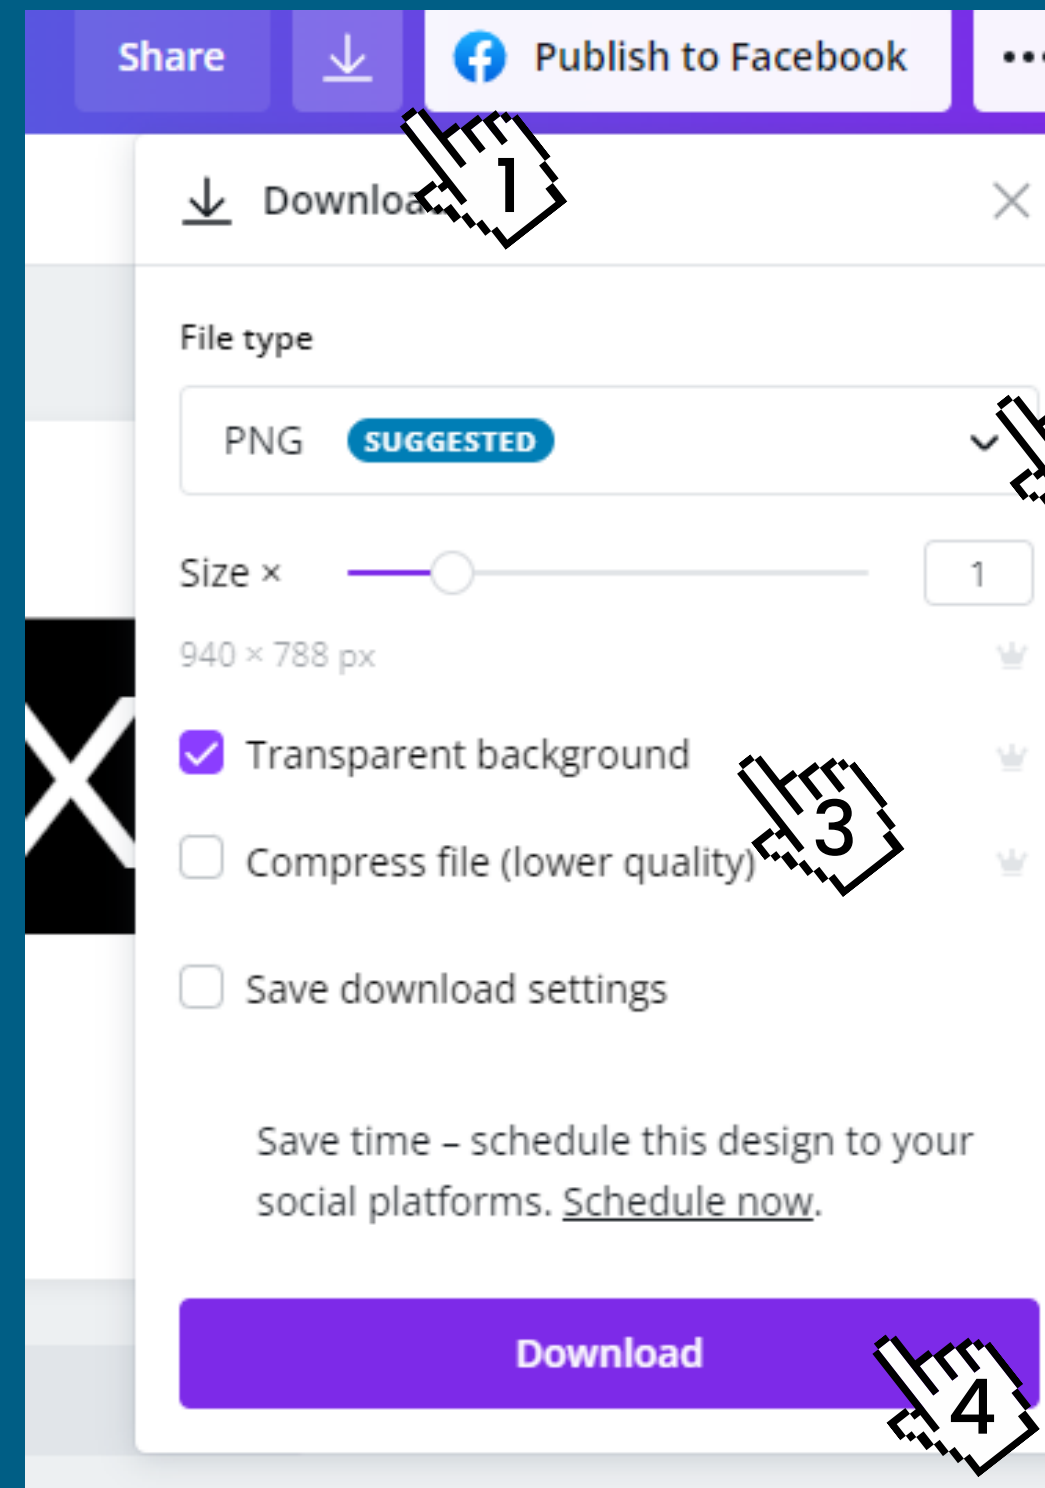 Share Publish to Facebook
1
File type
PNG SUGGESTED
Size × 1
940 × 788 px
X
Transparent background
3
Compress file (lower quality)
Save download settings
Save time – schedule this design to your
social platforms. Schedule now.
Download
4